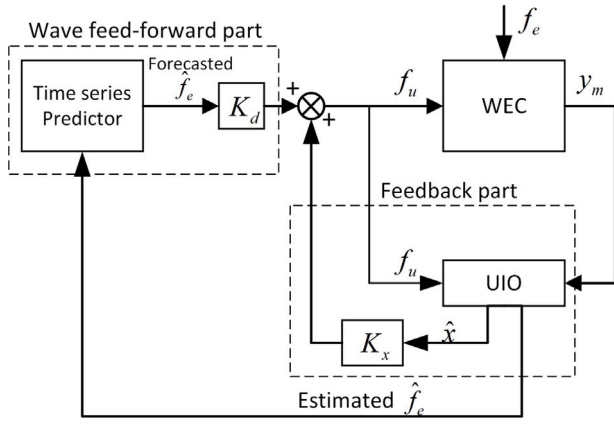 Wave feed-forward part
f_e
Forecasted
Time series
Predictor
f̂_e
K_d
+
+
f_u
WEC
y_m
Feedback part
f_u
UIO
K_x
x̂
Estimated f̂_e